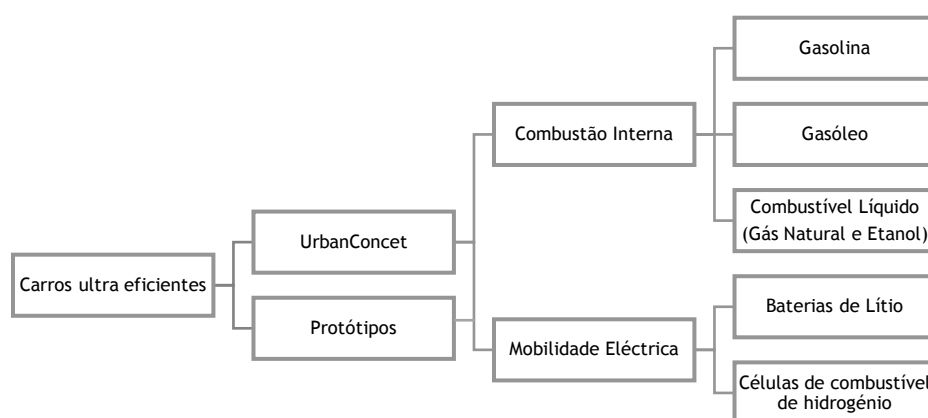 Carros ultra eficientes
UrbanConcet
Protótipos
Combustão Interna
Mobilidade Eléctrica
Gasolina
Gasóleo
Combustível Líquido
(Gás Natural e Etanol)
Baterias de Lítio
Células de combustível
de hidrogénio